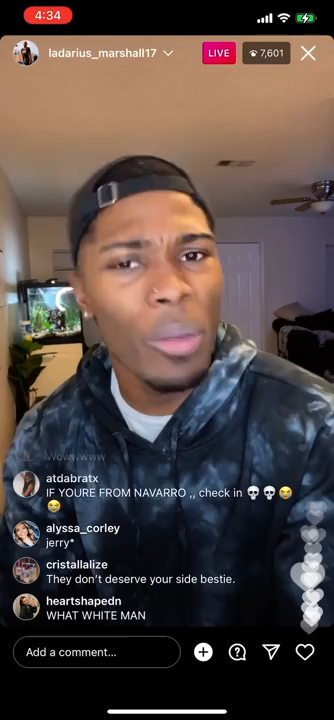 4:34
ladarius_marshall17
LIVE
7,601
Wowwwww
atdabratx
IF YOURE FROM NAVARRO ,, check in 💀💀😭
😭
alyssa_corley
jerry*
cristallalize
They don't deserve your side bestie.
heartshapedn
WHAT WHITE MAN
Add a comment...